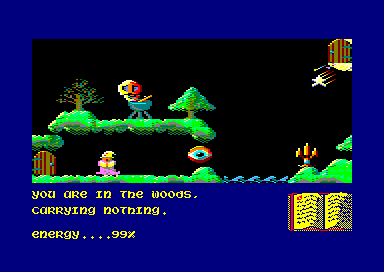 you are in the woods,
carrying nothing.
energy....99%